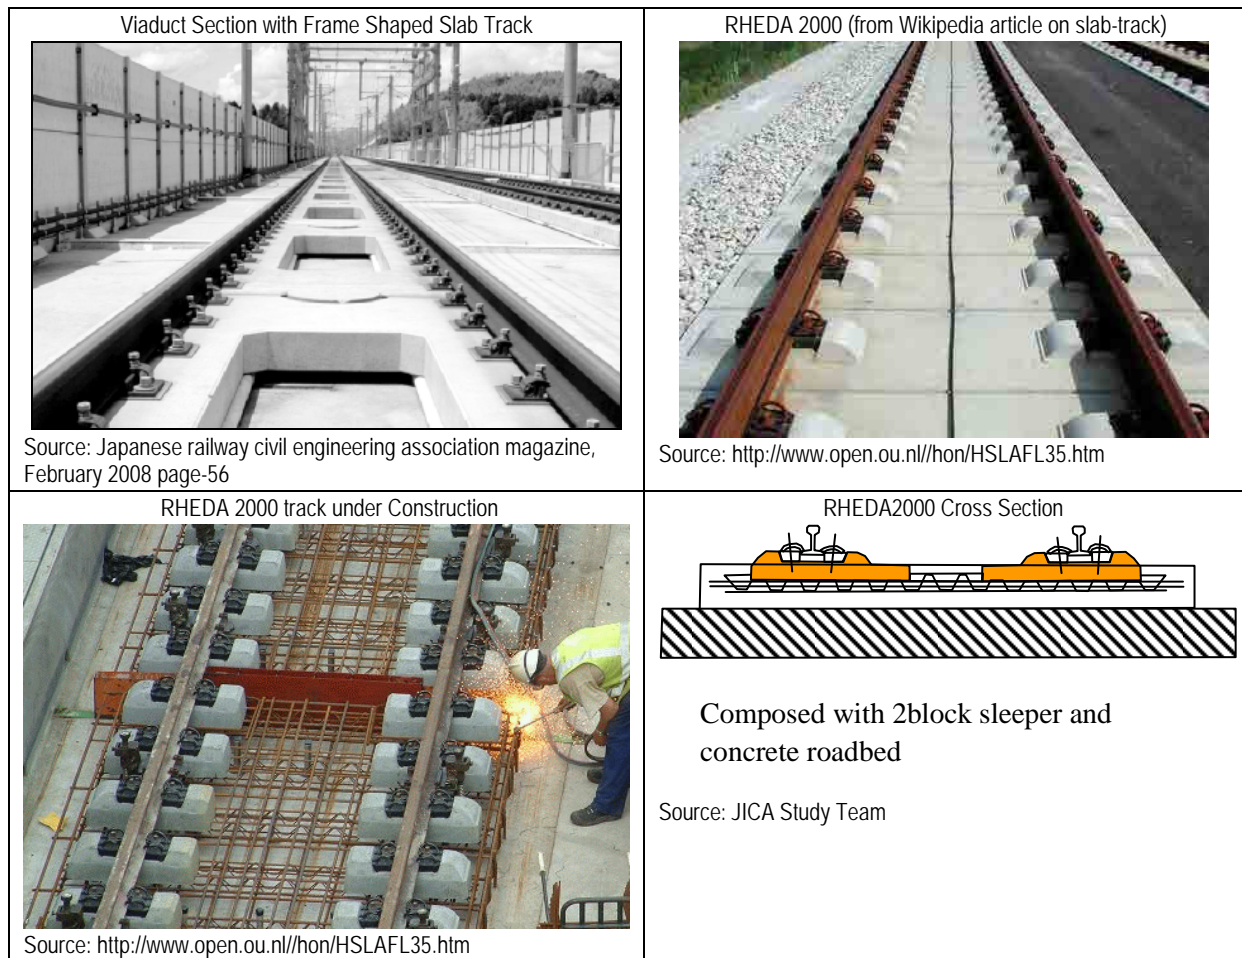 Viaduct Section with Frame Shaped Slab Track
Source: Japanese railway civil engineering association magazine,
February 2008 page-56
RHEDA 2000 (from Wikipedia article on slab-track)
Source: http://www.open.ou.nl//hon/HSLAFL35.htm
RHEDA 2000 track under Construction
Source: http://www.open.ou.nl//hon/HSLAFL35.htm
RHEDA2000 Cross Section
Composed with 2block sleeper and
concrete roadbed
Source: JICA Study Team